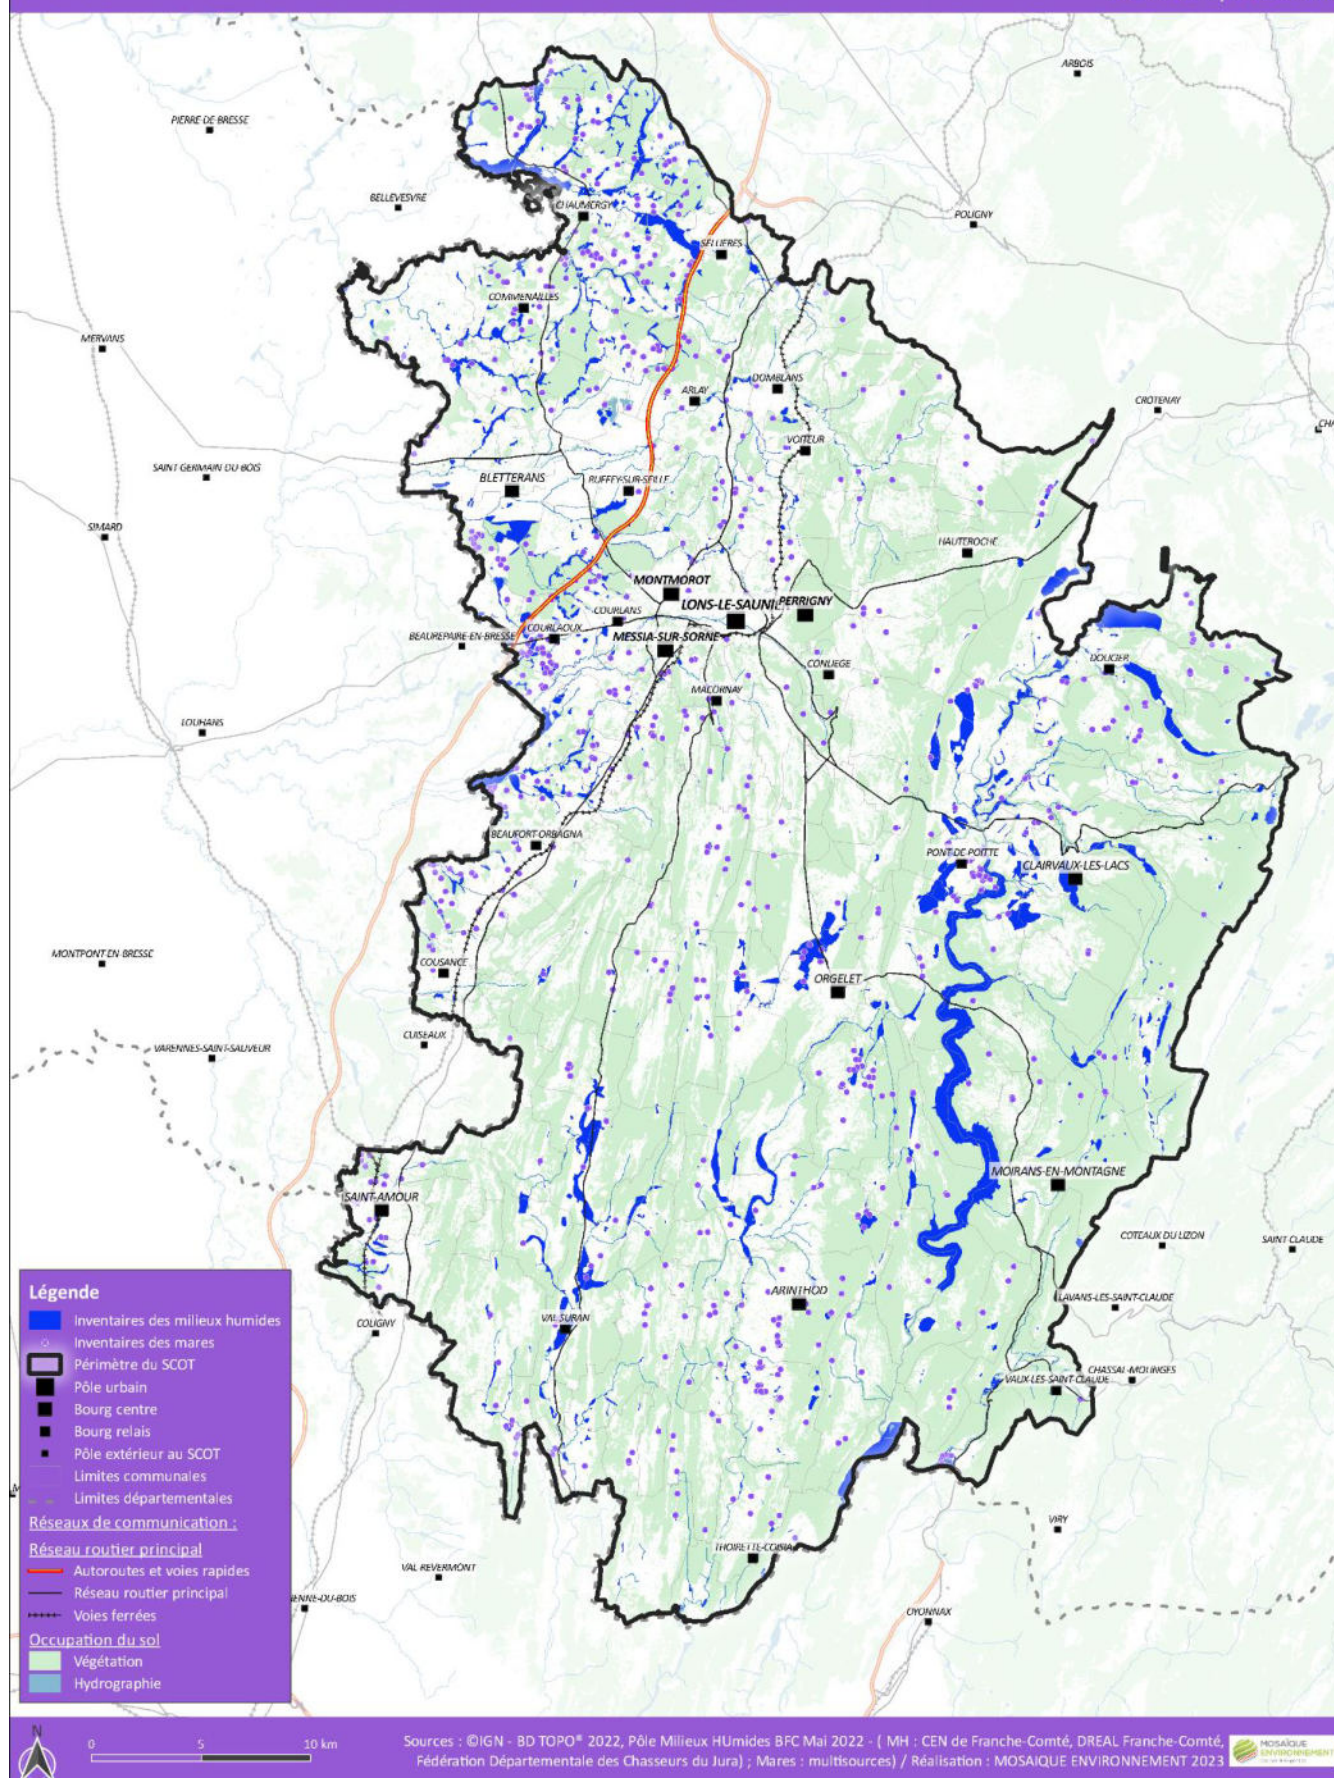 ARBOIS
PIERRE-DE-BRESSE
BELLEVESVRE
CHAUMERGY
POLIGNY
SELLIERES
COMMENAILLES
MERVANS
DOMBLANS
ARLAY
CROTENAY
VOITEUR
SAINT GERMAIN DU BOIS
BLETTERANS
RUFFEY-SUR-SEILLE
SIMARD
HAUTEROCHE
MONTMOROT
LONS-LE-SAUNI
PERRIGNY
COURLANS
COURLAOUX
BEAUREPAIRE-EN-BRESSE
MESSIA-SUR-SORNE
CONLIEGE
DOUCIER
MACORNAY
LOUHANS
BEAUFORT-ORBAGNA
PONT-DE-POITTE
CLAIRVAUX-LES-LACS
MONTPONT-EN-BRESSE
COUSANCE
ORGELET
CUISEAUX
VARENNES-SAINT-SAUVEUR
MOIRANS-EN-MONTAGNE
SAINT-AMOUR
COTEAUX DU LIZON
SAINT CLAUDE
ARINTHOD
LAVANS-LES-SAINT-CLAUDE
COLIGNY
VAL SURAN
CHASSAL-MOLINGES
VAUX-LES-SAINT-CLAUDE
VIRY
THOIRETTE-COISIA
VAL REVERMONT
IENNE-DU-BOIS
OYONNAX
Légende
Inventaires des milieux humides
Inventaires des mares
Périmètre du SCOT
Pôle urbain
Bourg centre
Bourg relais
Pôle extérieur au SCOT
Limites communales
Limites départementales
Réseaux de communication :
Réseau routier principal
Autoroutes et voies rapides
Réseau routier principal
Voies ferrées
Occupation du sol
Végétation
Hydrographie
N
0 5 10 km
Sources : ©IGN - BD TOPO® 2022, Pôle Milieux HUmides BFC Mai 2022 - ( MH : CEN de Franche-Comté, DREAL Franche-Comté,
Fédération Départementale des Chasseurs du Jura) ; Mares : multisources) / Réalisation : MOSAIQUE ENVIRONNEMENT 2023
MOSAÏQUE
ENVIRONNEMENT